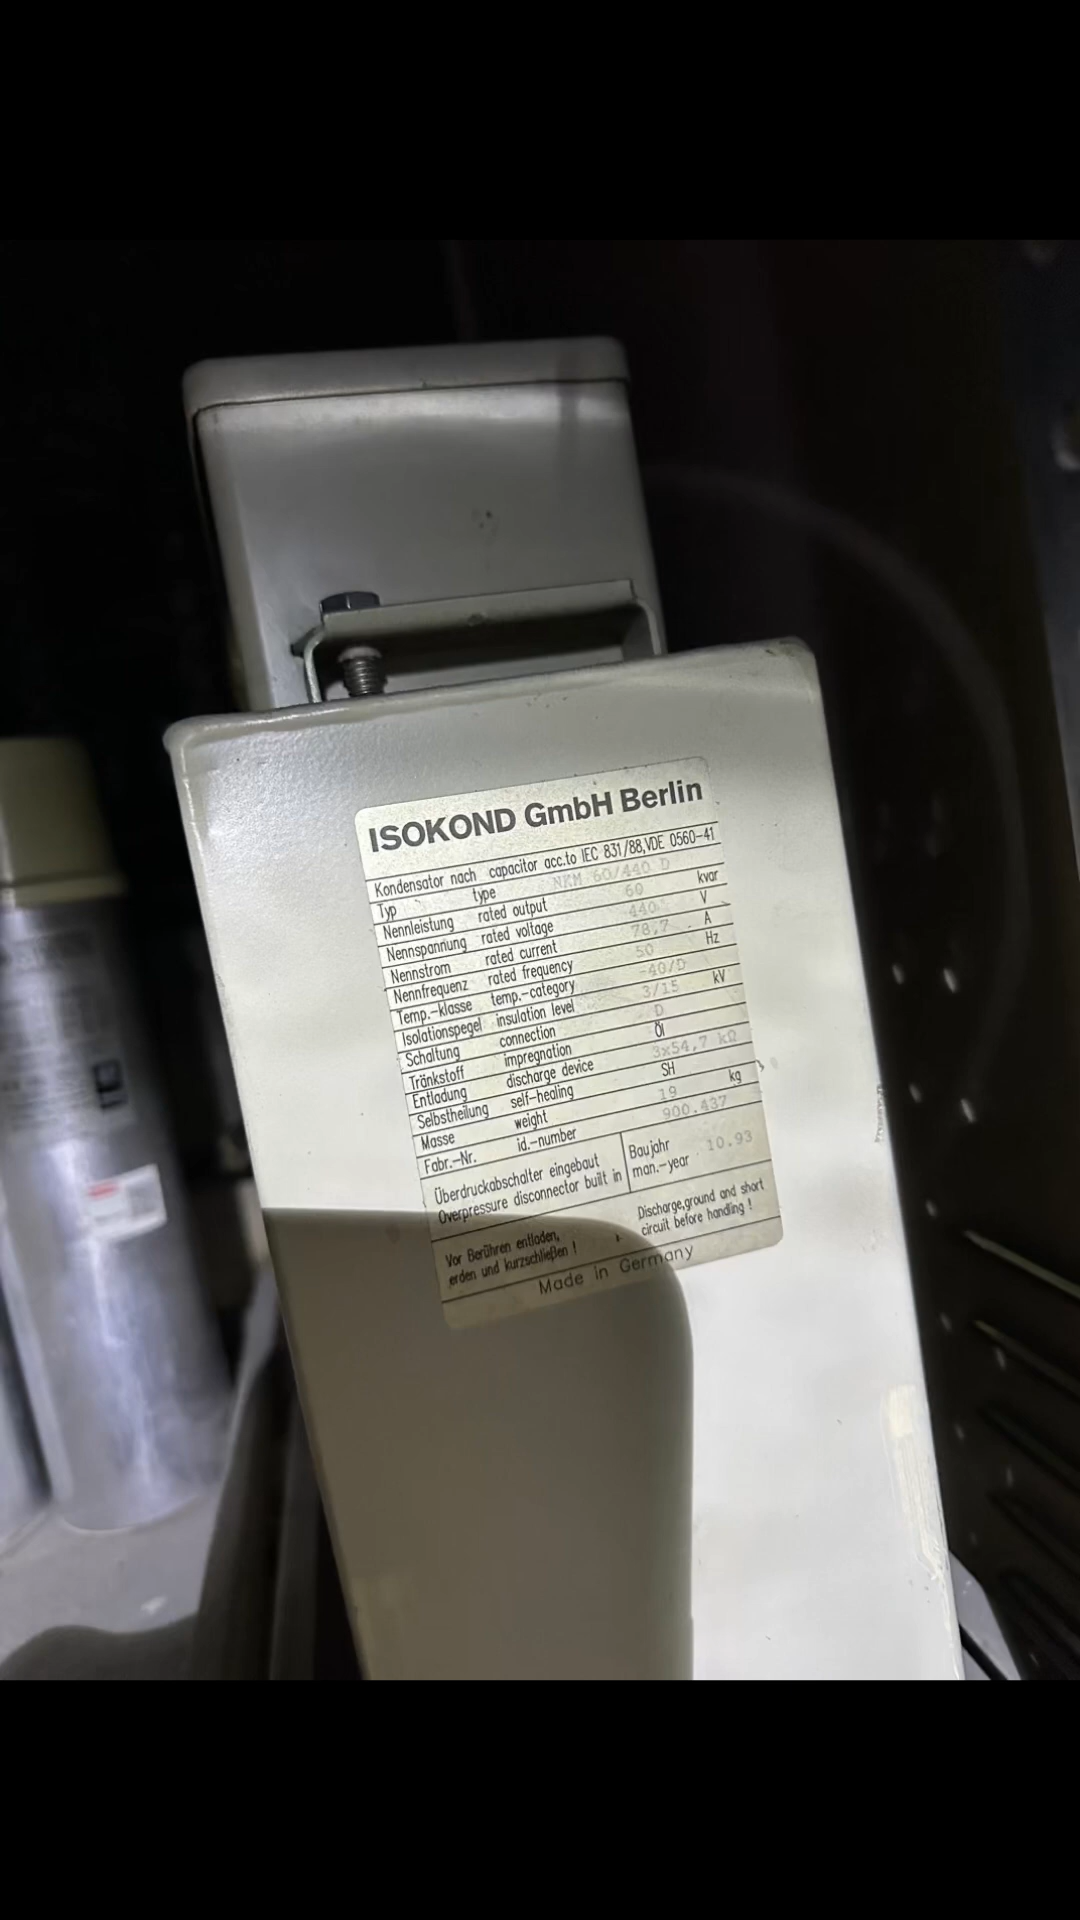 ISOKOND GmbH Berlin
Kondensator nach capacitor acc.to IEC 831/88,VDE 0560-41
Typ type NKM 60/440 D
Nennleistung rated output 60 kvar
Nennspannung rated voltage 440 V
Nennstrom rated current 78,7 A
Nennfrequenz rated frequency 50 Hz
Temp.-klasse temp.-category -40/D
Isolationspegel insulation level 3/15 kV
Schaltung connection D
Tränkstoff impregnation Öl
Entladung discharge device 3x54,7 kΩ
Selbstheilung self-healing SH
Masse weight 19 kg
Fabr.-Nr. id.-number 900.437
Überdruckabschalter eingebaut
Overpressure disconnector built in
Baujahr
man.-year 10.93
Vor Berühren entladen,
erden und kurzschließen !
Discharge,ground and short
circuit before handling !
Made in Germany